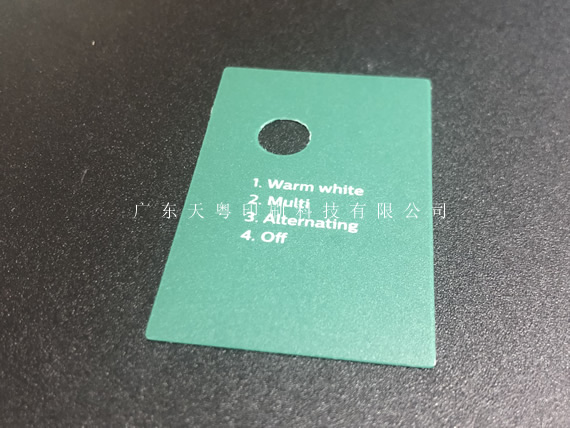 1. Warm white
2. Multi
广东天粤印刷科技有限公司
3. Alternating
4. Off